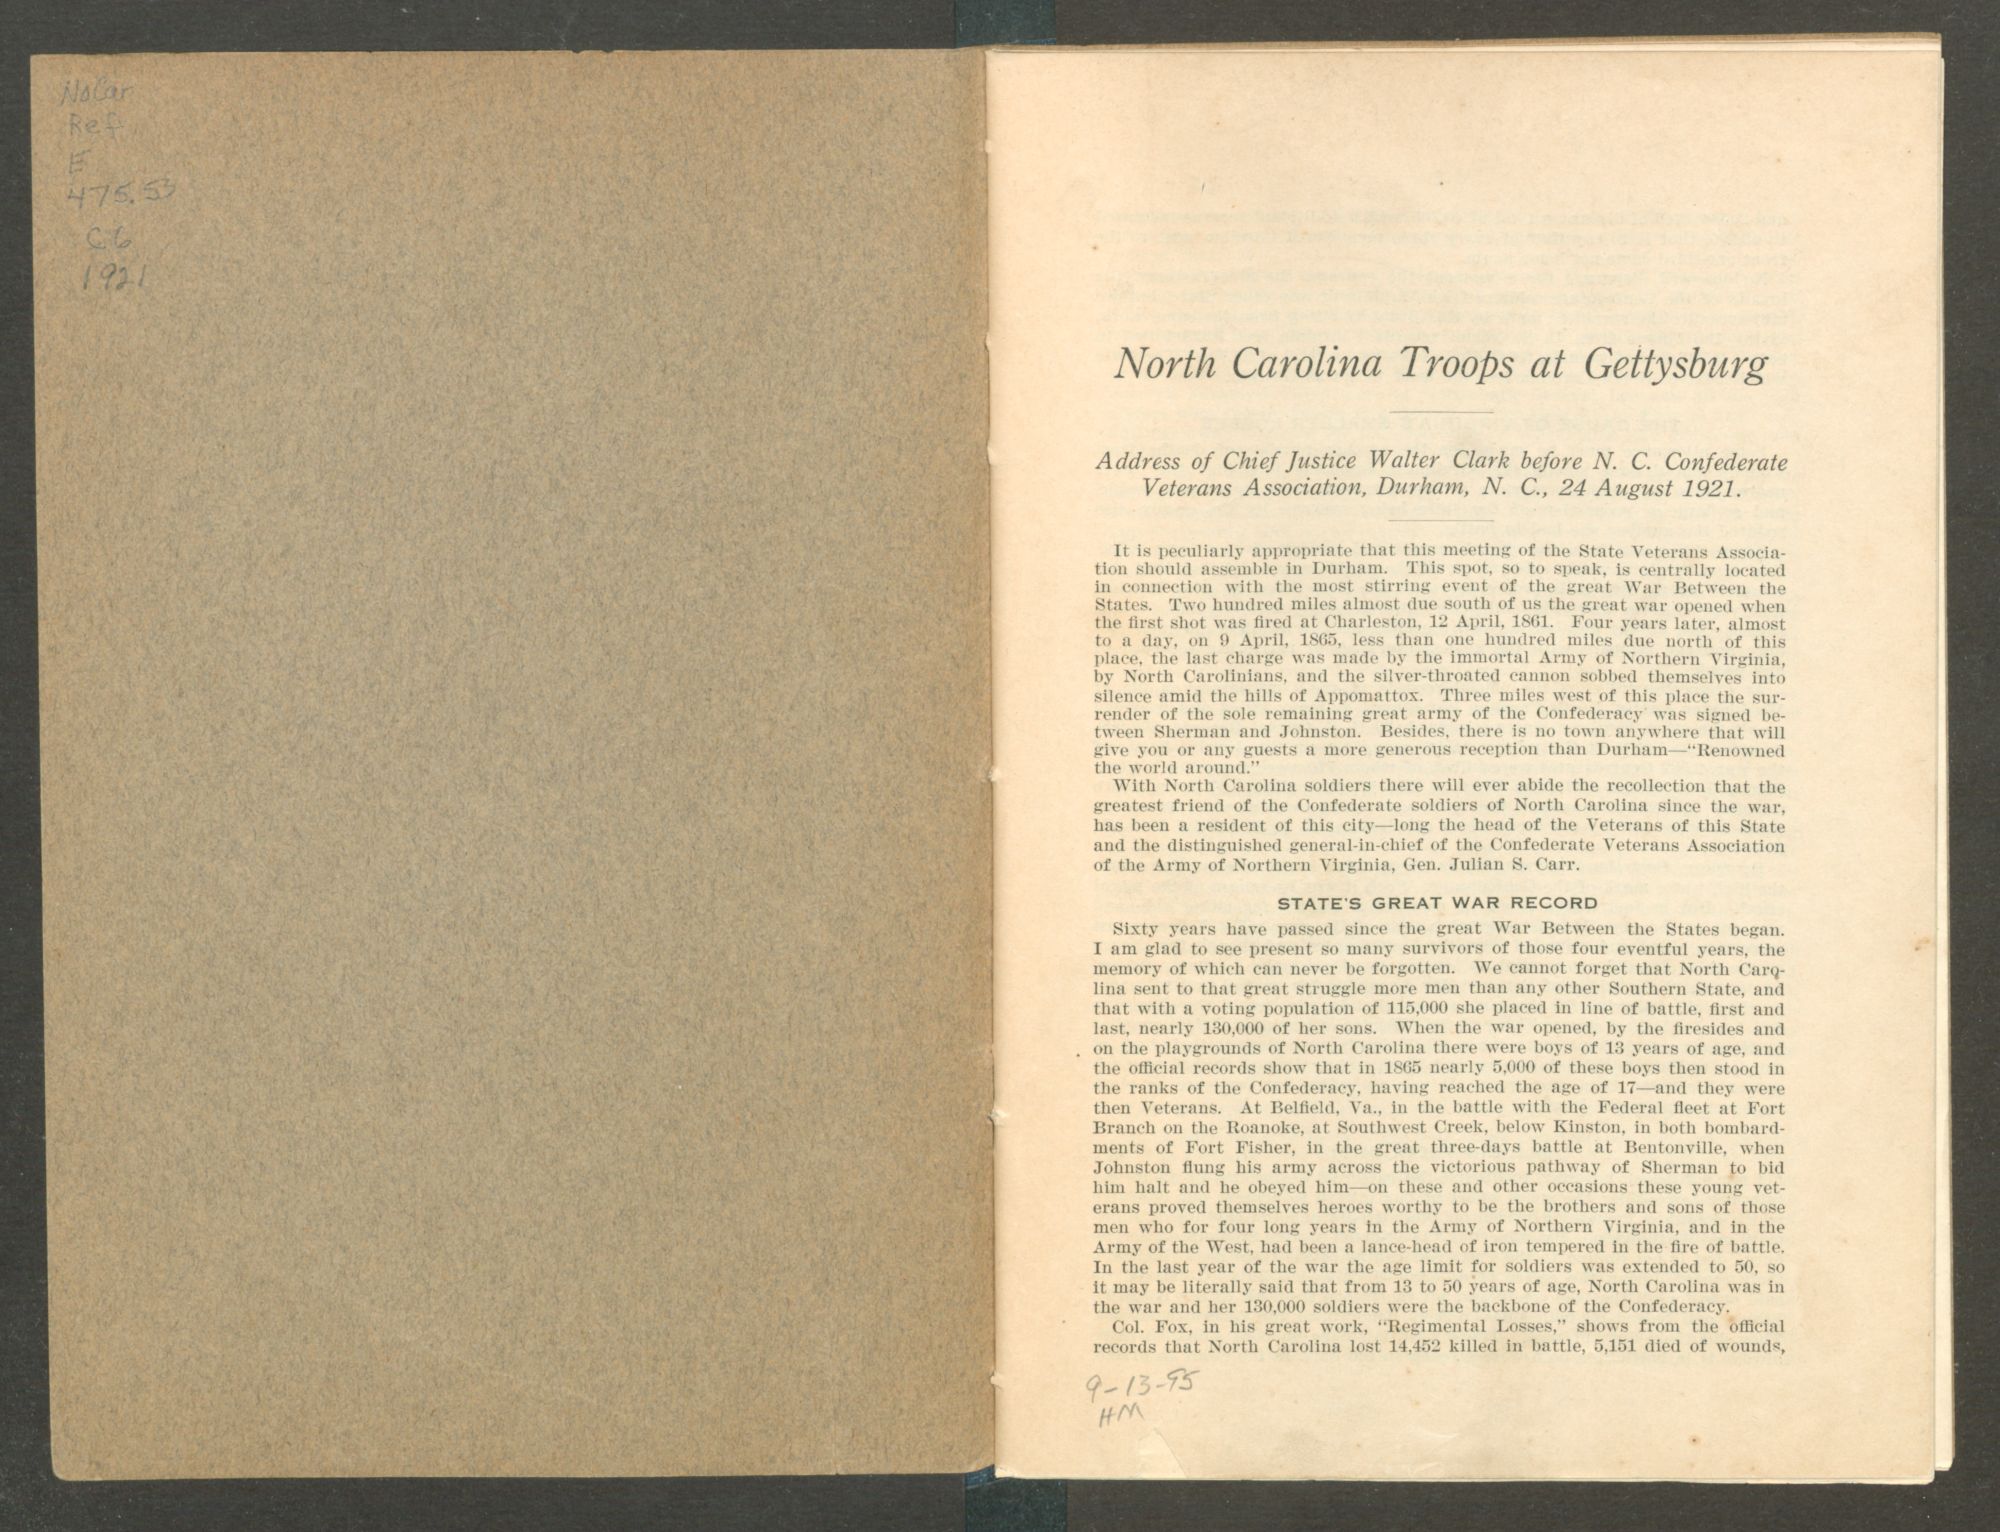 NoCar
Ref
E
475.53
C6
1921
North Carolina Troops at Gettysburg
Address of Chief Justice Walter Clark before N. C. Confederate
Veterans Association, Durham, N. C., 24 August 1921.
It is peculiarly appropriate that this meeting of the State Veterans Associa-
tion should assemble in Durham. This spot, so to speak, is centrally located
in connection with the most stirring event of the great War Between the
States. Two hundred miles almost due south of us the great war opened when
the first shot was fired at Charleston, 12 April, 1861. Four years later, almost
to a day, on 9 April, 1865, less than one hundred miles due north of this
place, the last charge was made by the immortal Army of Northern Virginia,
by North Carolinians, and the silver-throated cannon sobbed themselves into
silence amid the hills of Appomattox. Three miles west of this place the sur-
render of the sole remaining great army of the Confederacy was signed be-
tween Sherman and Johnston. Besides, there is no town anywhere that will
give you or any guests a more generous reception than Durham—“Renowned
the world around.”
With North Carolina soldiers there will ever abide the recollection that the
greatest friend of the Confederate soldiers of North Carolina since the war,
has been a resident of this city—long the head of the Veterans of this State
and the distinguished general-in-chief of the Confederate Veterans Association
of the Army of Northern Virginia, Gen. Julian S. Carr.
STATE'S GREAT WAR RECORD
Sixty years have passed since the great War Between the States began.
I am glad to see present so many survivors of those four eventful years, the
memory of which can never be forgotten. We cannot forget that North Caro-
lina sent to that great struggle more men than any other Southern State, and
that with a voting population of 115,000 she placed in line of battle, first and
last, nearly 130,000 of her sons. When the war opened, by the firesides and
on the playgrounds of North Carolina there were boys of 13 years of age, and
the official records show that in 1865 nearly 5,000 of these boys then stood in
the ranks of the Confederacy, having reached the age of 17—and they were
then Veterans. At Belfield, Va., in the battle with the Federal fleet at Fort
Branch on the Roanoke, at Southwest Creek, below Kinston, in both bombard-
ments of Fort Fisher, in the great three-days battle at Bentonville, when
Johnston flung his army across the victorious pathway of Sherman to bid
him halt and he obeyed him—on these and other occasions these young vet-
erans proved themselves heroes worthy to be the brothers and sons of those
men who for four long years in the Army of Northern Virginia, and in the
Army of the West, had been a lance-head of iron tempered in the fire of battle.
In the last year of the war the age limit for soldiers was extended to 50, so
it may be literally said that from 13 to 50 years of age, North Carolina was in
the war and her 130,000 soldiers were the backbone of the Confederacy.
Col. Fox, in his great work, “Regimental Losses,” shows from the official
records that North Carolina lost 14,452 killed in battle, 5,151 died of wounds,
9-13-95
HM